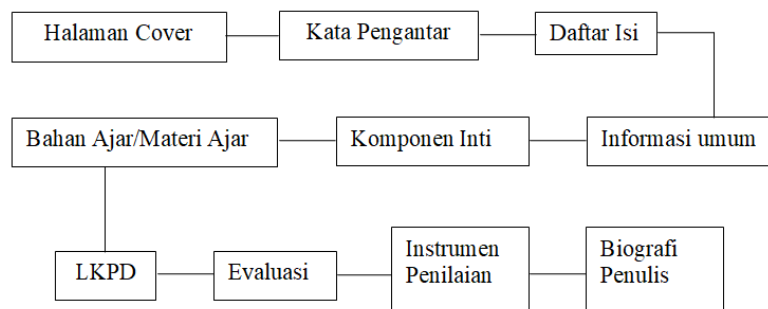 Halaman Cover
Kata Pengantar
Daftar Isi
Informasi umum
Komponen Inti
Bahan Ajar/Materi Ajar
LKPD
Evaluasi
Instrumen
Penilaian
Biografi
Penulis